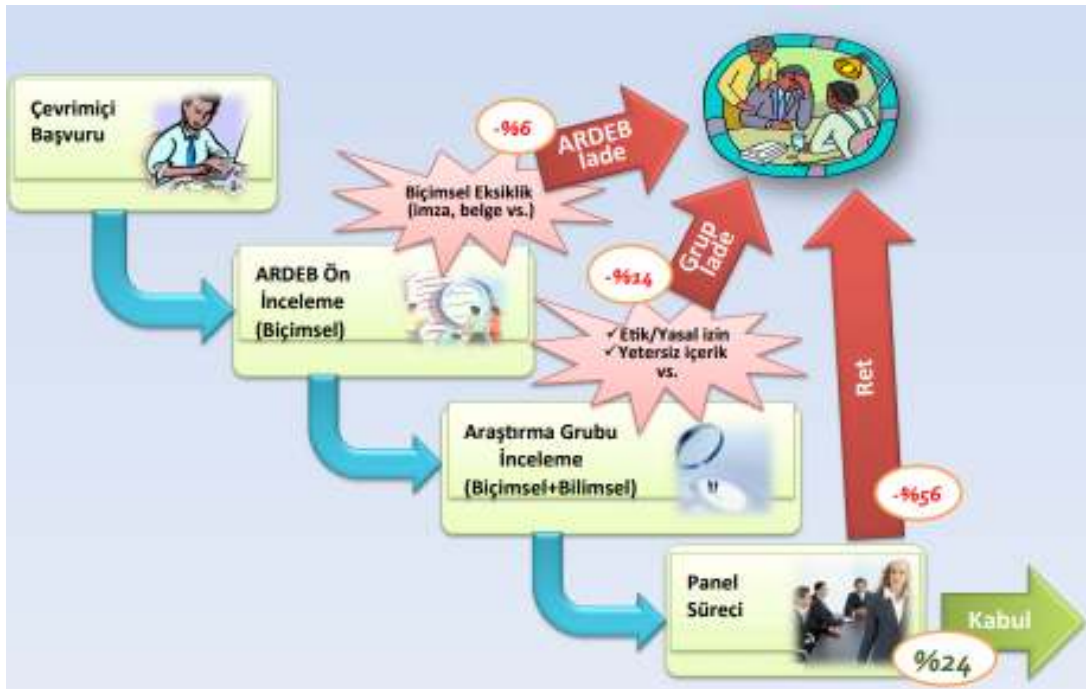 Çevrimiçi
Başvuru
-%6
ARDEB
İade
Biçimsel Eksiklik
(imza, belge vs.)
ARDEB Ön
İnceleme
(Biçimsel)
-%14
Grup
İade
✓Etik/Yasal izin
✓Yetersiz içerik
vs.
Araştırma Grubu
İnceleme
(Biçimsel+Bilimsel)
Ret
-%56
Panel
Süreci
Kabul
%24